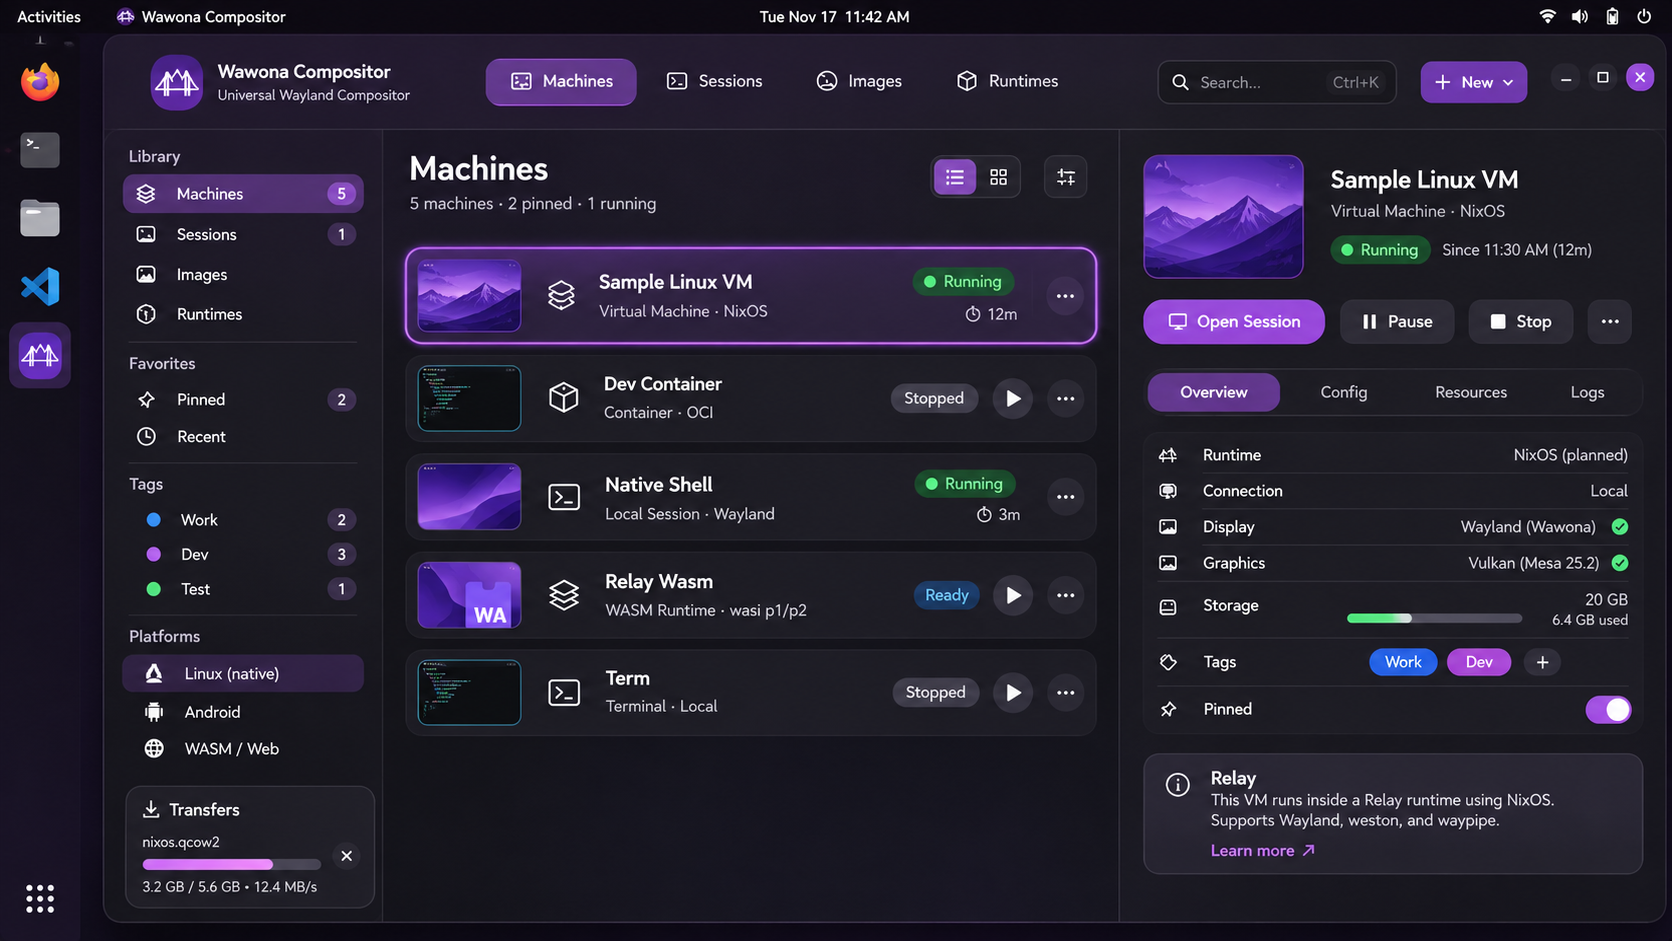 Activities
Wawona Compositor
Tue Nov 17 11:42 AM
Wawona Compositor
Universal Wayland Compositor
Machines
Sessions
Images
Runtimes
Search...
Ctrl+K
New
Library
Machines 5
Sessions 1
Images
Runtimes
Favorites
Pinned 2
Recent
Tags
Work 2
Dev 3
Test 1
Platforms
Linux (native)
Android
WASM / Web
Transfers
nixos.qcow2
3.2 GB / 5.6 GB • 12.4 MB/s
Machines
5 machines · 2 pinned · 1 running
Sample Linux VM
Virtual Machine · NixOS
Running
12m
Dev Container
Container · OCI
Stopped
Native Shell
Local Session · Wayland
Running
3m
WA
Relay Wasm
WASM Runtime · wasi p1/p2
Ready
Term
Terminal · Local
Stopped
Sample Linux VM
Virtual Machine · NixOS
Running
Since 11:30 AM (12m)
Open Session
Pause
Stop
Overview
Config
Resources
Logs
Runtime NixOS (planned)
Connection Local
Display Wayland (Wawona)
Graphics Vulkan (Mesa 25.2)
Storage 20 GB
6.4 GB used
Tags Work Dev +
Pinned
Relay
This VM runs inside a Relay runtime using NixOS.
Supports Wayland, weston, and waypipe.
Learn more